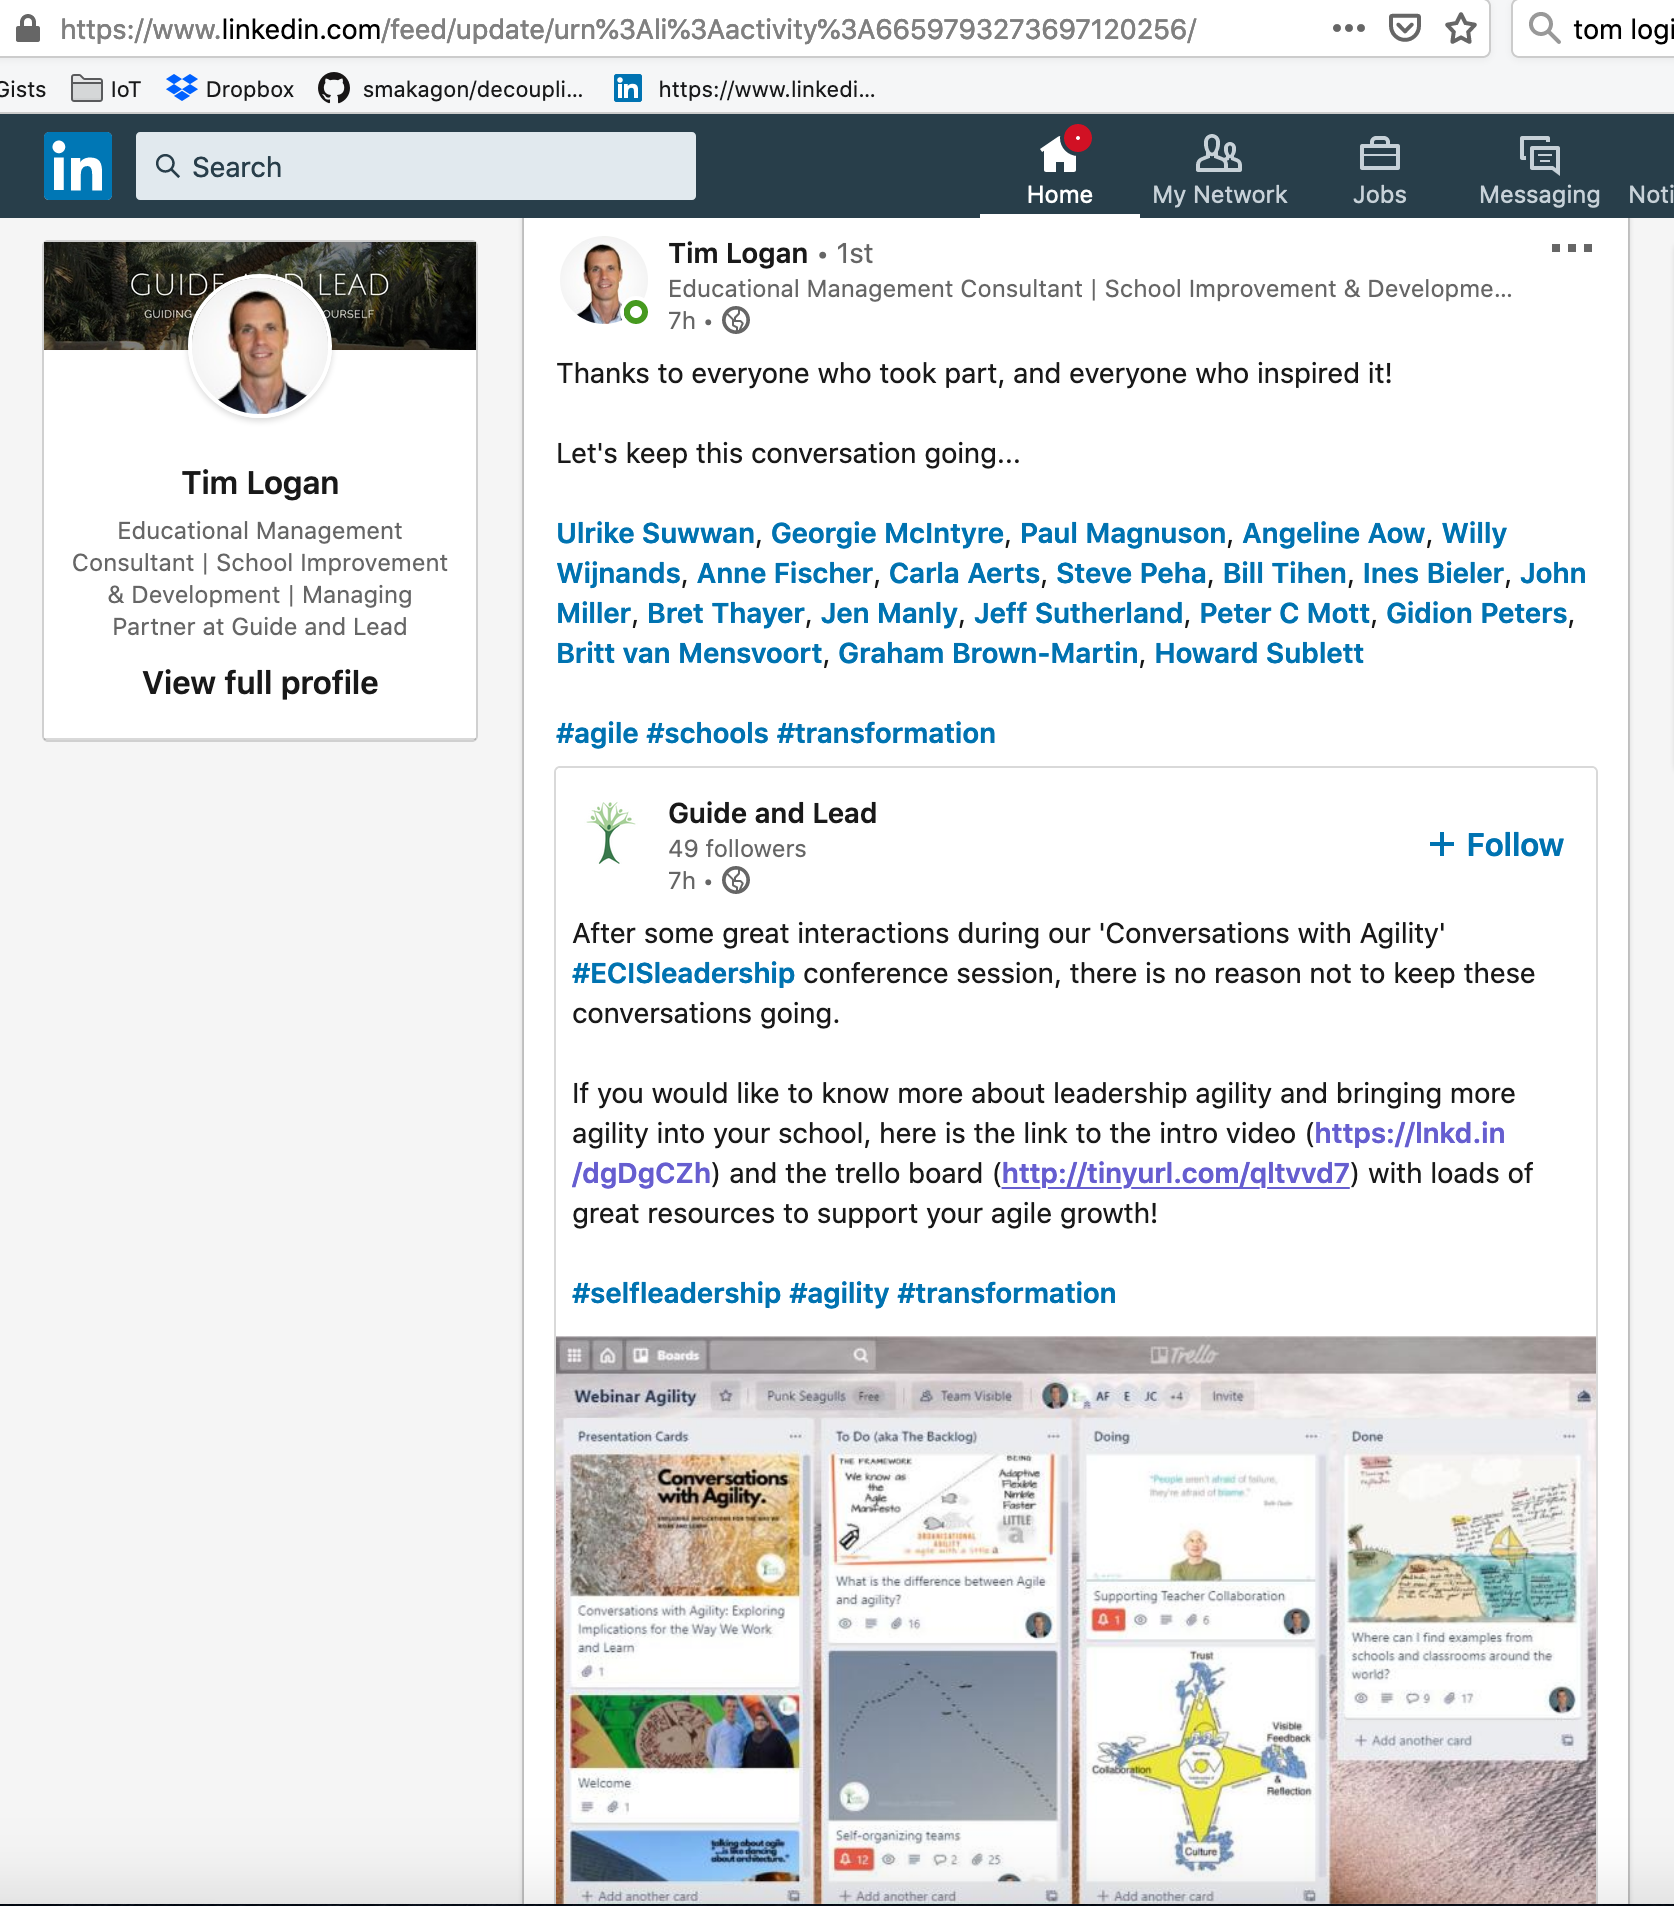 https://www.linkedin.com/feed/update/urn%3Ali%3Aactivity%3A6659793273697120256/
tom logi
Gists
IoT
Dropbox
smakagon/decoupli...
https://www.linkedi...
in
Search
Home
My Network
Jobs
Messaging
Noti
GUIDE AND LEAD
GUIDING
OURSELF
Tim Logan
Educational Management
Consultant | School Improvement
& Development | Managing
Partner at Guide and Lead
View full profile
Tim Logan • 1st
Educational Management Consultant | School Improvement & Developme...
7h •
Thanks to everyone who took part, and everyone who inspired it!
Let's keep this conversation going...
Ulrike Suwwan, Georgie McIntyre, Paul Magnuson, Angeline Aow, Willy
Wijnands, Anne Fischer, Carla Aerts, Steve Peha, Bill Tihen, Ines Bieler, John
Miller, Bret Thayer, Jen Manly, Jeff Sutherland, Peter C Mott, Gidion Peters,
Britt van Mensvoort, Graham Brown-Martin, Howard Sublett
#agile #schools #transformation
Guide and Lead
49 followers
7h •
+ Follow
After some great interactions during our 'Conversations with Agility'
#ECISleadership conference session, there is no reason not to keep these
conversations going.
If you would like to know more about leadership agility and bringing more
agility into your school, here is the link to the intro video (https://lnkd.in
/dgDgCZh) and the trello board (http://tinyurl.com/qltvvd7) with loads of
great resources to support your agile growth!
#selfleadership #agility #transformation
Boards
Trello
Webinar Agility
Punk Seagulls Free
Team Visible
AF E JC +4
Invite
Presentation Cards
Conversations
with Agility.
EXPLORING IMPLICATIONS FOR THE WAY WE
WORK AND LEARN
Conversations with Agility: Exploring
Implications for the Way We Work
and Learn
1
Welcome
1
talking about agile
is like dancing
about architecture."
+ Add another card
To Do (aka The Backlog)
THE FRAMEWORK
We know as
the
Agile
Manifesto
BEING
Adaptive
Flexible
Nimble
Faster
LITTLE
a
ORGANIZATIONAL
AGILITY
is agile with a little a
What is the difference between Agile
and agility?
16
Self-organizing teams
12
2
25
+ Add another card
Doing
"People aren't afraid of failure,
they're afraid of blame."
Supporting Teacher Collaboration
1
6
Trust
Visible
Feedback
&
Reflection
Collaboration
Culture
+ Add another card
Done
Where can I find examples from
schools and classrooms around the
world?
9
17
+ Add another card